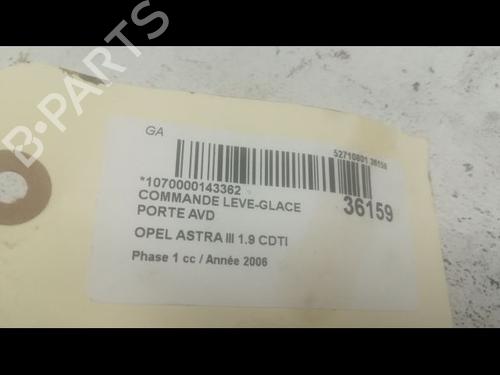 GA
52710801 36159
*1070000143362
COMMANDE LEVE-GLACE
PORTE AVD
36159
OPEL ASTRA III 1.9 CDTI
Phase 1 cc / Année 2006
B-PARTS